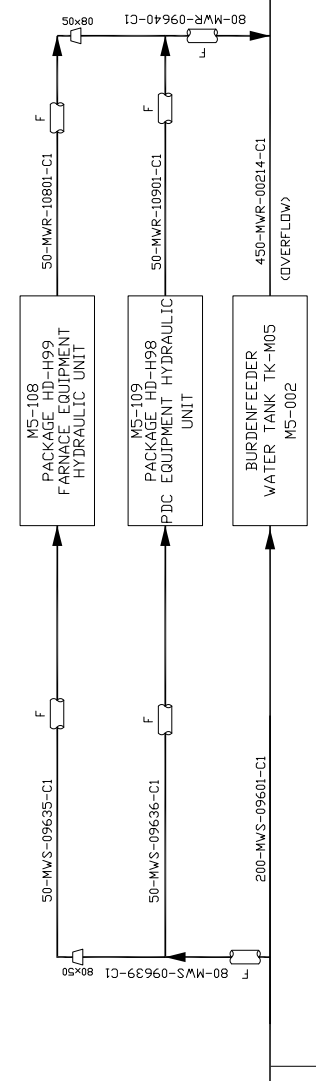 80-MWR-09640-C1
50x80
F
F
F
50-MWR-10801-C1
50-MWR-10901-C1
450-MWR-00214-C1
(OVERFLOW)
M5-108
PACKAGE HD-H99
FARNACE EQUIPMENT
HYDRAULIC UNIT
M5-109
PACKAGE HD-H98
PDC EQUIPMENT HYDRAULIC
UNIT
BURDENFEEDER
WATER TANK TK-M05
M5-002
F
F
50-MWS-09635-C1
50-MWS-09636-C1
200-MWS-09601-C1
80x50
80-MWS-09639-C1
F